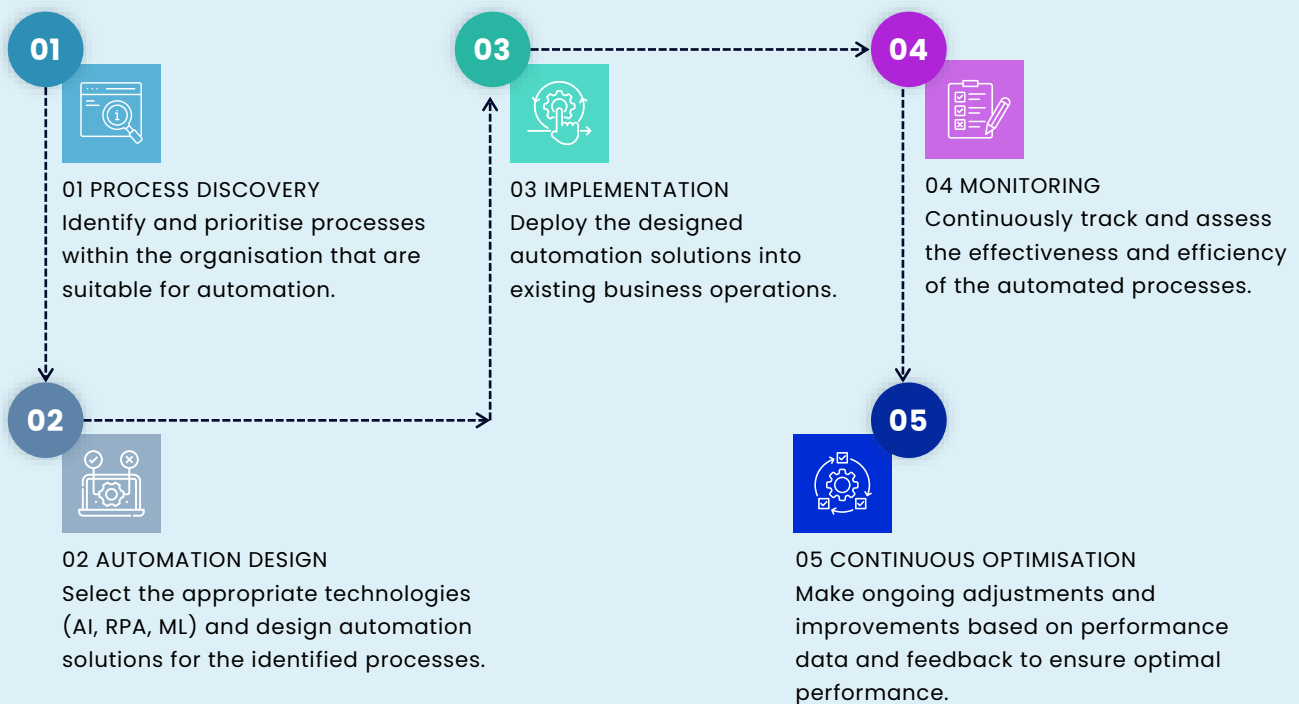 01
01 PROCESS DISCOVERY
Identify and prioritise processes
within the organisation that are
suitable for automation.
02
02 AUTOMATION DESIGN
Select the appropriate technologies
(AI, RPA, ML) and design automation
solutions for the identified processes.
03
03 IMPLEMENTATION
Deploy the designed
automation solutions into
existing business operations.
04
04 MONITORING
Continuously track and assess
the effectiveness and efficiency
of the automated processes.
05
05 CONTINUOUS OPTIMISATION
Make ongoing adjustments and
improvements based on performance
data and feedback to ensure optimal
performance.